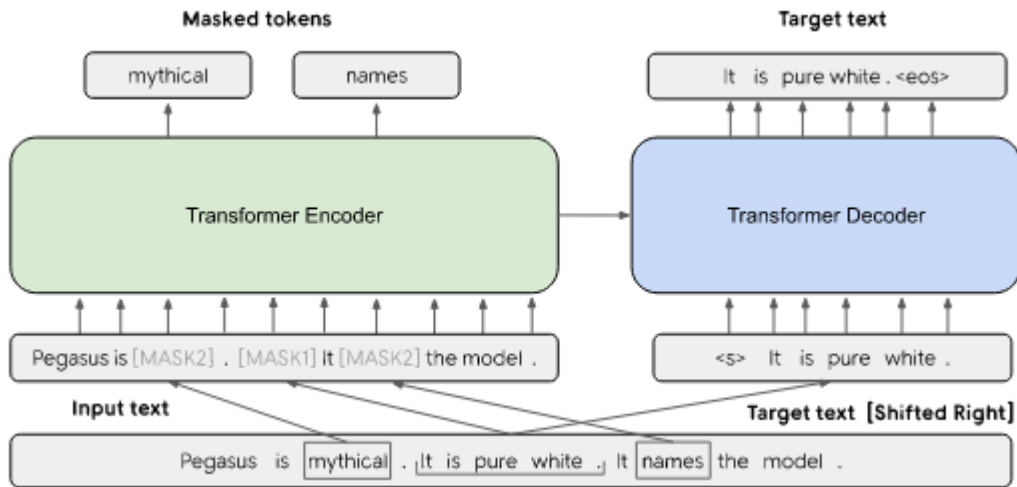 Masked tokens
Target text
mythical
names
It is pure white . <eos>
Transformer Encoder
Transformer Decoder
Pegasus is [MASK2] . [MASK1] It [MASK2] the model .
<s> It is pure white .
Input text
Target text [Shifted Right]
Pegasus is mythical . It is pure white . It names the model .